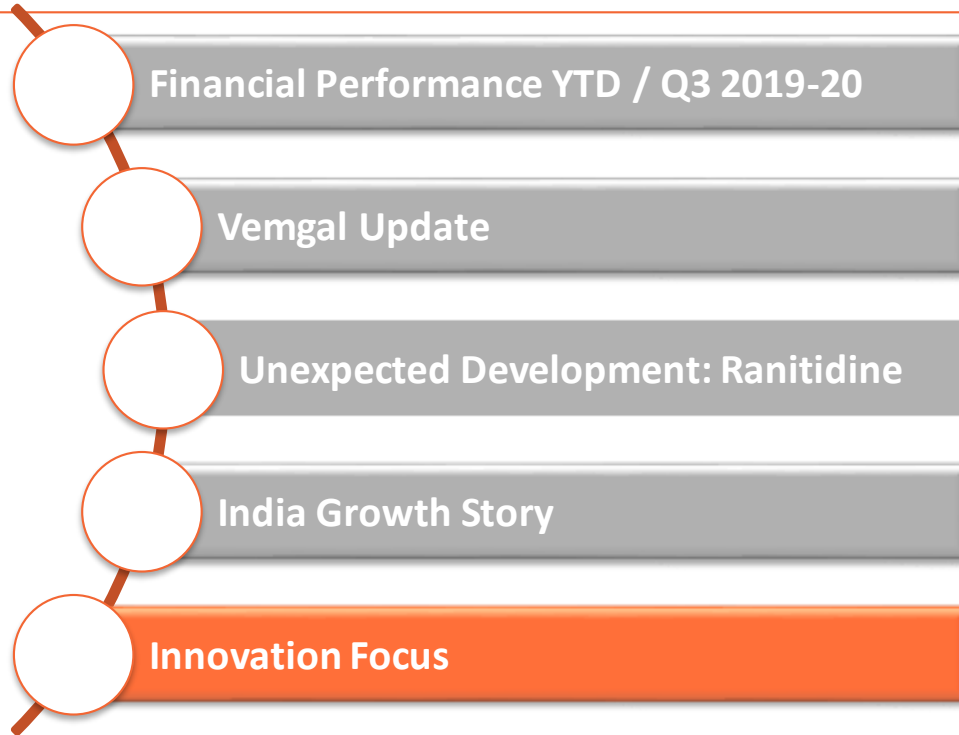 Financial Performance YTD / Q3 2019-20
Vemgal Update
Unexpected Development: Ranitidine
India Growth Story
Innovation Focus